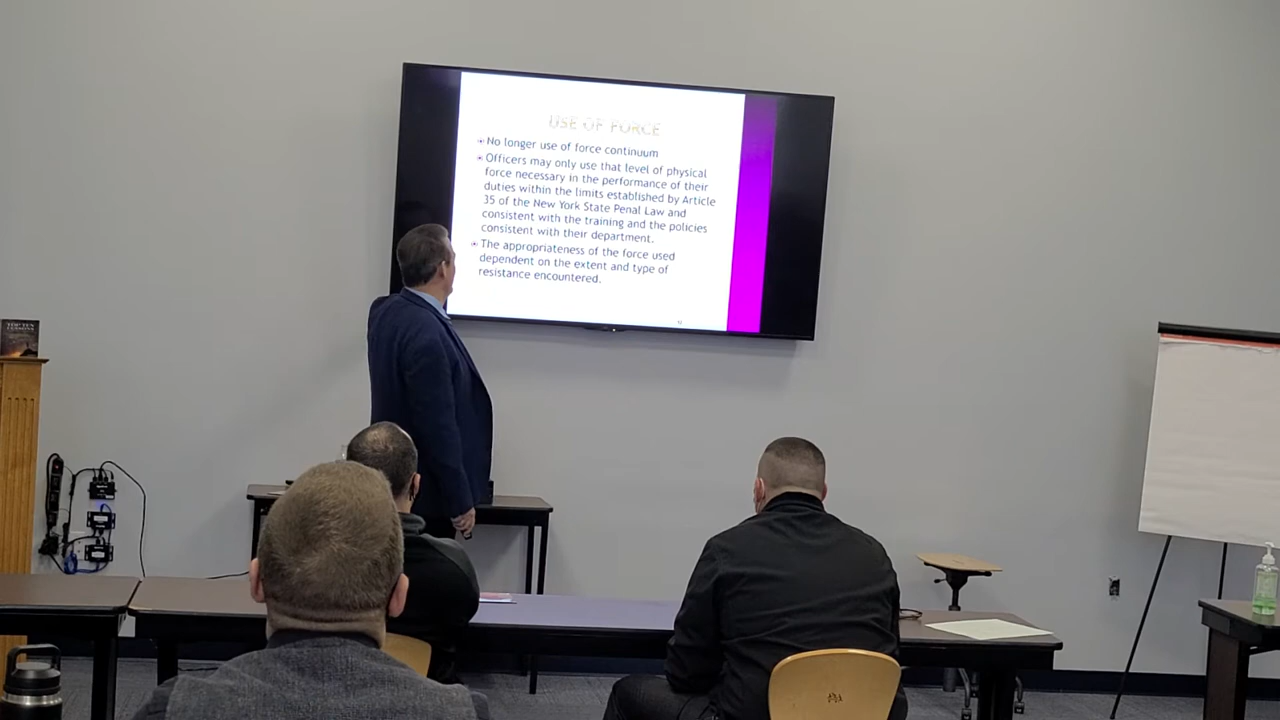 USE OF FORCE
No longer use of force continuum
Officers may only use that level of physical
force necessary in the performance of their
duties within the limits established by Article
35 of the New York State Penal Law and
consistent with the training and the policies
consistent with their department.
The appropriateness of the force used
dependent on the extent and type of
resistance encountered.
TOP TEN